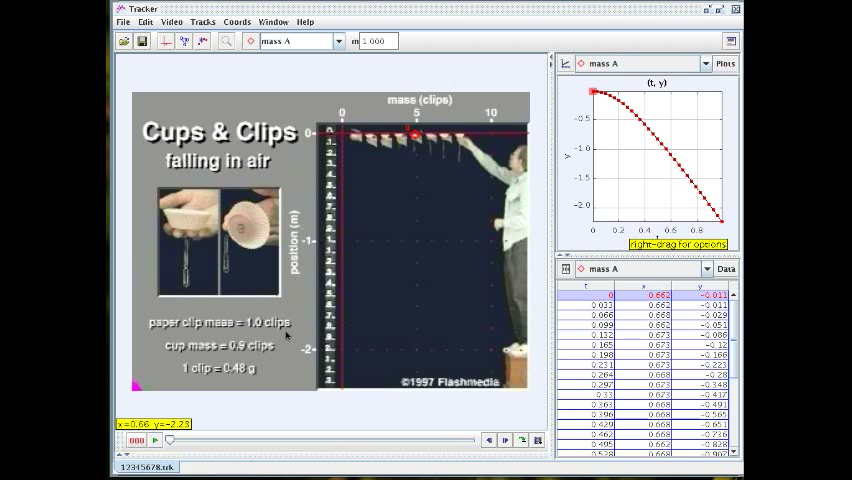 Tracker
File Edit Video Tracks Coords Window Help
mass A m 1.000
mass A Plots
(t, y)
-0.5
-1.0
-1.5
-2.0
y
0 0.2 0.4 0.6 0.8
right-drag for options
mass (clips)
0 5 10
Cups & Clips
falling in air
position (m)
0
-1
-2
paper clip mass = 1.0 clips
cup mass = 0.9 clips
1 clip = 0.48 g
©1997 Flashmedia
x=0.66 y=-2.23
000
12345678.trk
mass A Data
t x y
0 0.662 -0.011
0.033 0.662 -0.011
0.066 0.668 -0.029
0.099 0.662 -0.051
0.132 0.673 -0.086
0.165 0.673 -0.12
0.198 0.673 -0.166
0.231 0.673 -0.223
0.264 0.668 -0.28
0.297 0.673 -0.348
0.33 0.673 -0.417
0.363 0.668 -0.491
0.396 0.668 -0.565
0.429 0.668 -0.651
0.462 0.668 -0.736
0.495 0.662 -0.828
0.528 0.668 -0.907